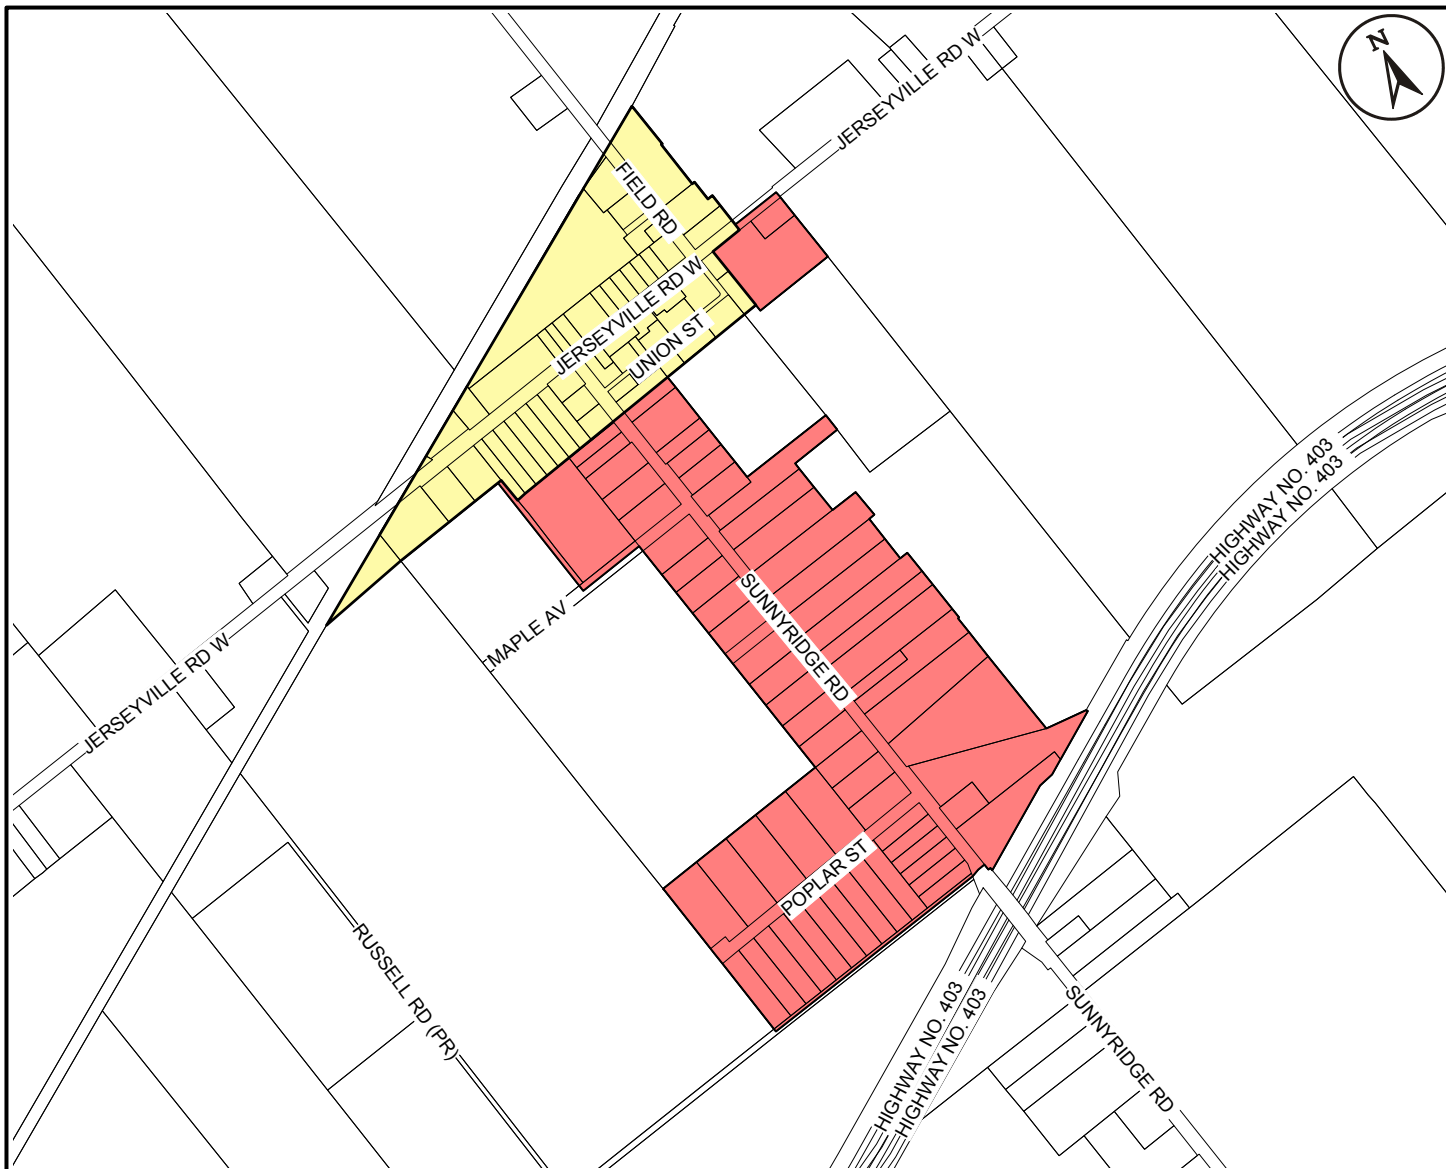 N
JERSEYVILLE RD W
FIELD RD
JERSEYVILLE RD W
UNION ST
HIGHWAY NO. 403
HIGHWAY NO. 403
SUNNYRIDGE RD
MAPLE AV
JERSEYVILLE RD W
POPLAR ST
RUSSELL RD (PR)
HIGHWAY NO. 403
HIGHWAY NO. 403
SUNNYRIDGE RD